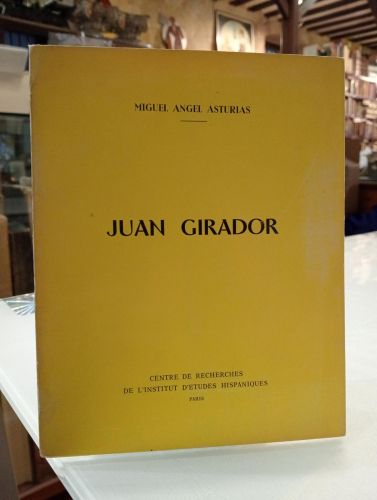 MIGUEL ANGEL ASTURIAS
JUAN GIRADOR
CENTRE DE RECHERCHES
DE L'INSTITUT D'ETUDES HISPANIQUES
PARIS